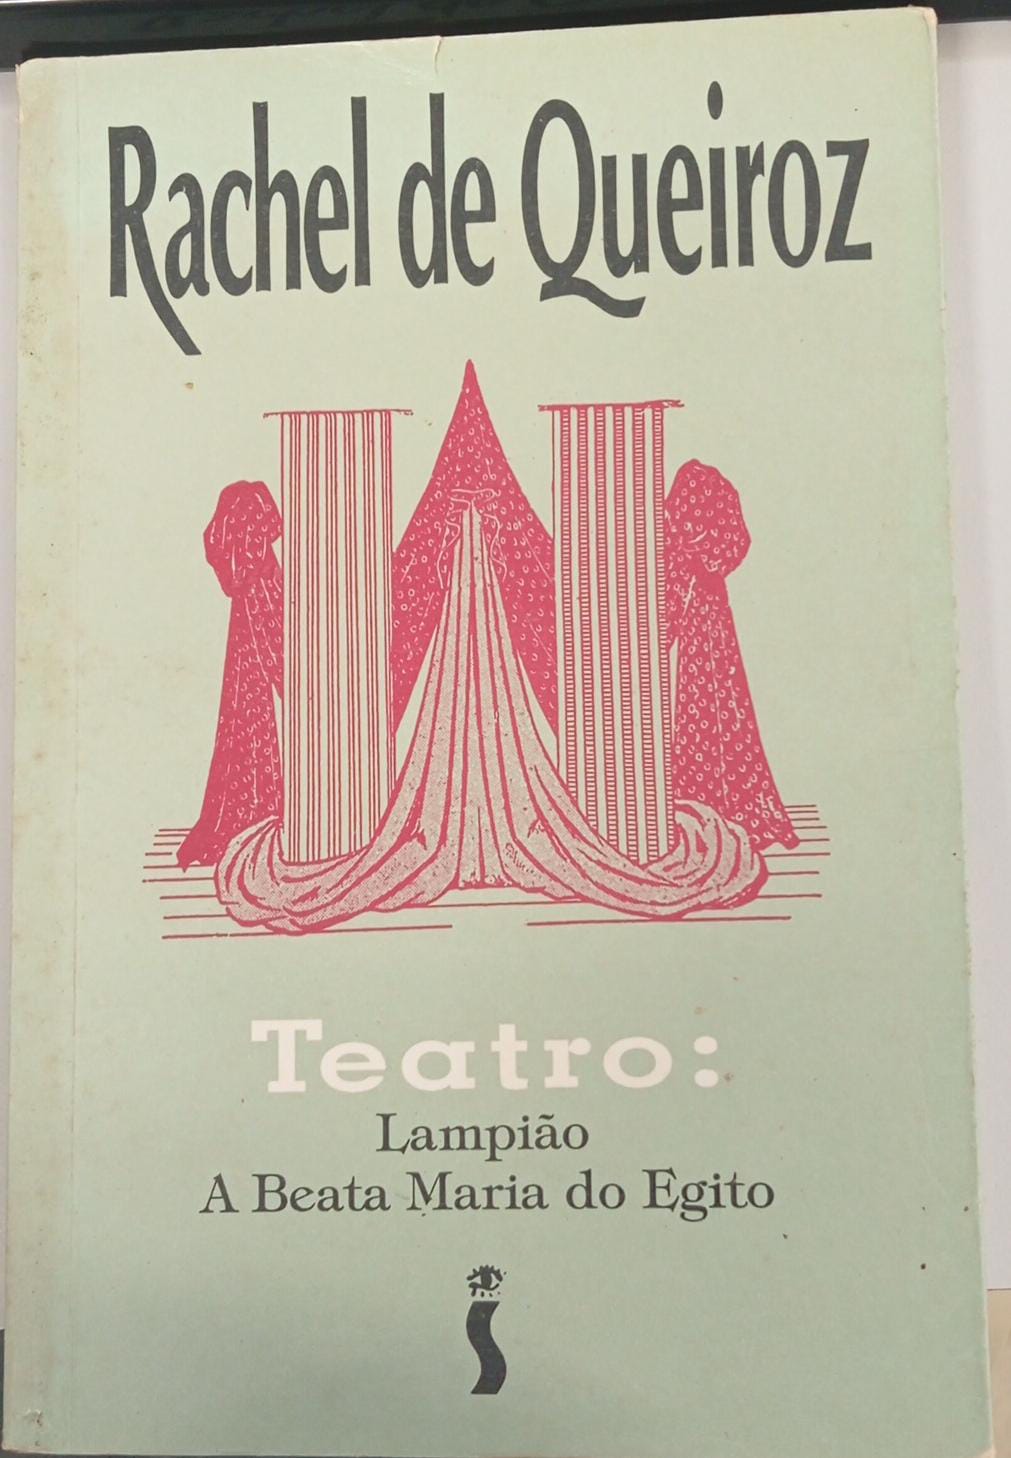 Rachel de Queiroz
Teatro:
Lampião
A Beata Maria do Egito